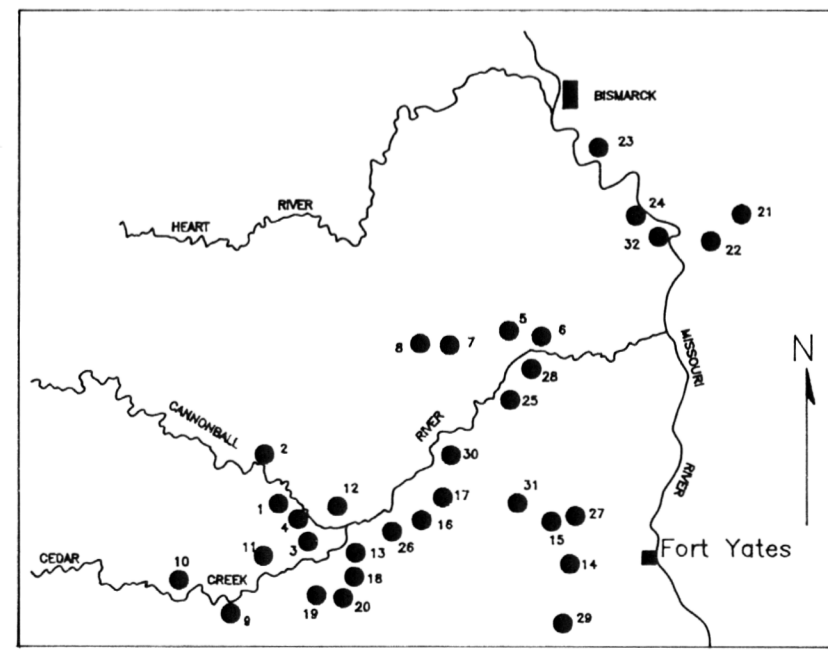 BISMARCK
23
HEART
RIVER
24
21
32
22
5
6
8
7
MISSOURI
RIVER
N
28
25
CANNONBALL
RIVER
2
30
1
12
4
17
31
16
15
27
3
26
11
13
14
Fort Yates
CEDAR
CREEK
10
18
19
20
9
29